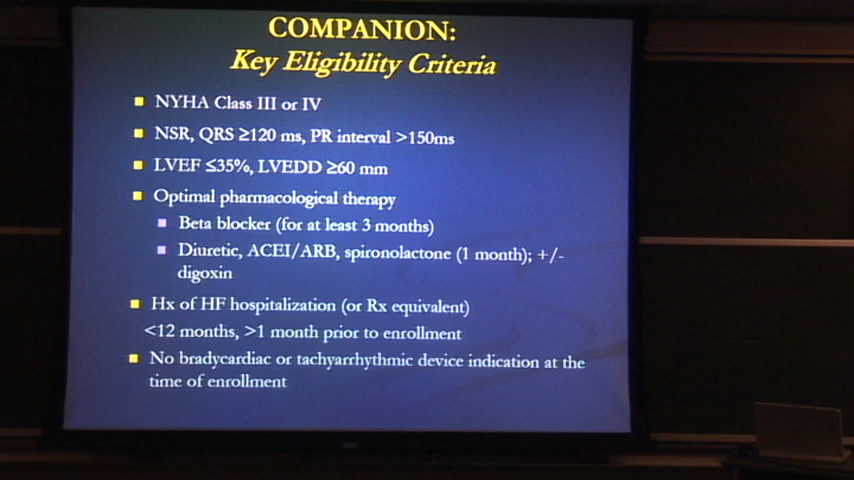 COMPANION:
Key Eligibility Criteria
NYHA Class III or IV
NSR, QRS ≥120 ms, PR interval >150ms
LVEF ≤35%, LVEDD ≥60 mm
Optimal pharmacological therapy
Beta blocker (for at least 3 months)
Diuretic, ACEI/ARB, spironolactone (1 month); +/-
digoxin
Hx of HF hospitalization (or Rx equivalent)
<12 months, >1 month prior to enrollment
No bradycardiac or tachyarrhythmic device indication at the
time of enrollment